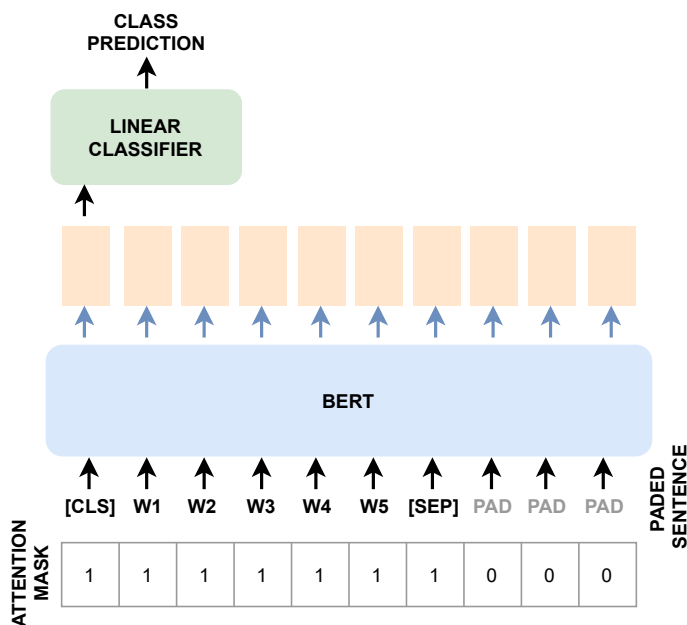 CLASS
PREDICTION
LINEAR
CLASSIFIER
BERT
[CLS] W1 W2 W3 W4 W5 [SEP] PAD PAD PAD
PADED
SENTENCE
ATTENTION
MASK
1 1 1 1 1 1 1 0 0 0